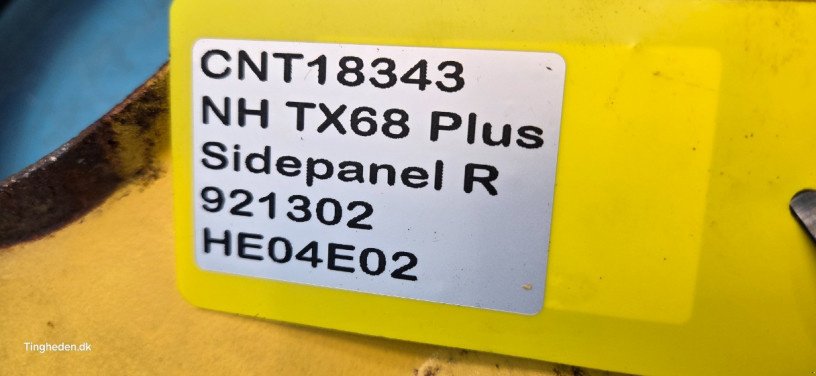 CNT18343
NH TX68 Plus
Sidepanel R
921302
HE04E02
Tingheden.dk